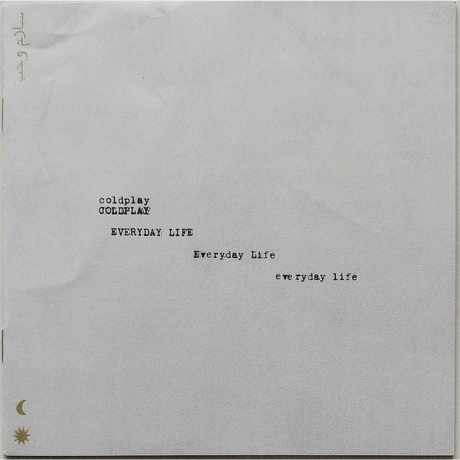 سلام و حب
coldplay
COLDPLAY
EVERYDAY LIFE
Everyday Life
everyday life